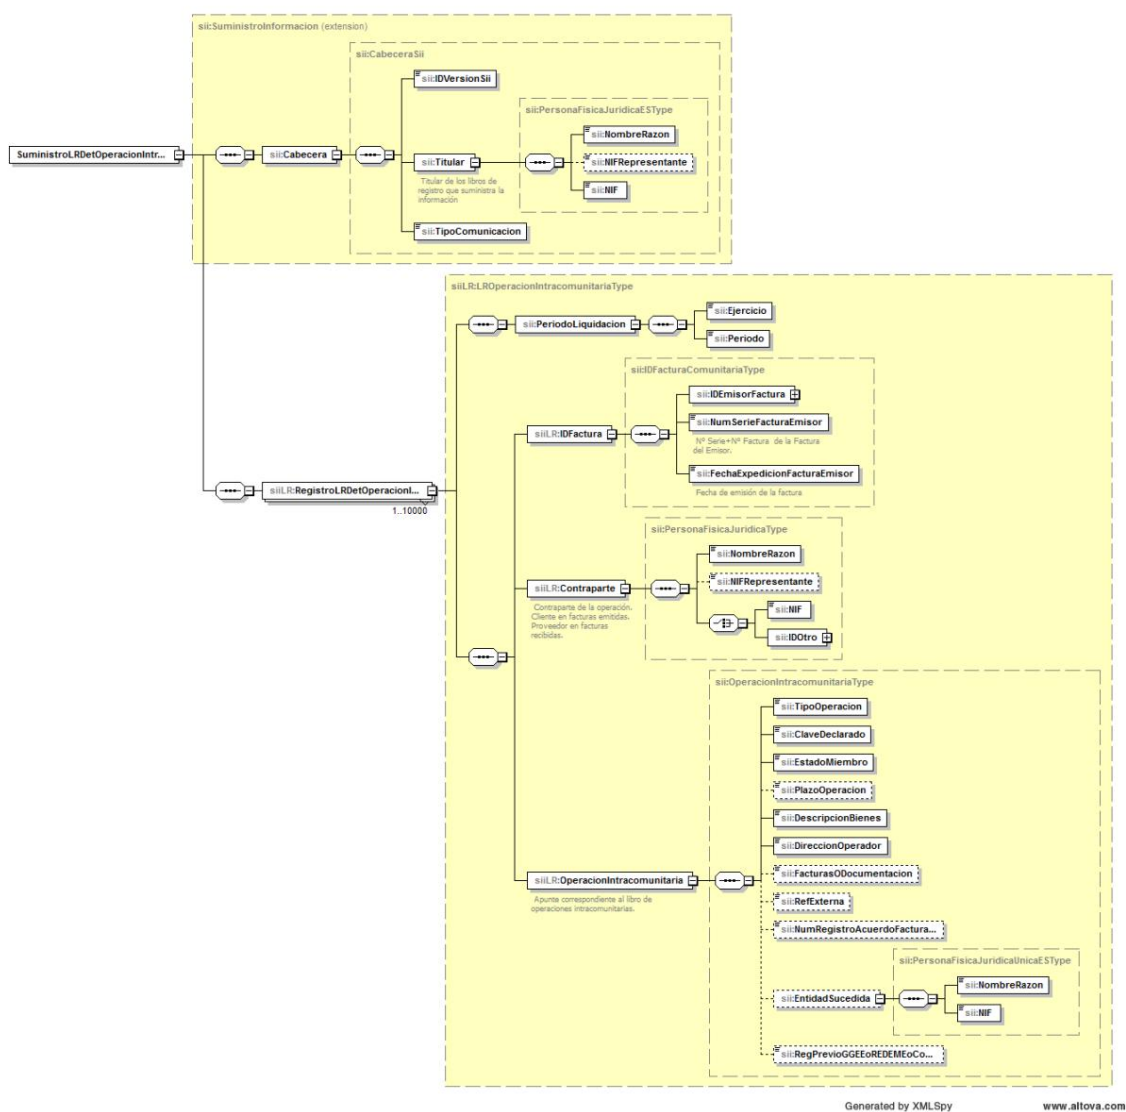 sii:SuministroInformacion (extension)
sii:CabeceraSii
sii:IDVersionSii
sii:PersonaFisicaJuridicaESType
sii:NombreRazon
SuministroLRDetOperacionIntr...
sii:Cabecera
sii:Titular
sii:NIFRepresentante
Titular de los libros de
registro que suministra la
información
sii:NIF
sii:TipoComunicacion
siiLR:LROperacionIntracomunitariaType
sii:Ejercicio
sii:PeriodoLiquidacion
sii:Periodo
sii:IDFacturaComunitariaType
sii:IDEmisorFactura
sii:NumSerieFacturaEmisor
siiLR:IDFactura
Nº Serie+Nº Factura de la Factura
del Emisor.
sii:FechaExpedicionFacturaEmisor
Fecha de emisión de la factura
siiLR:RegistroLRDetOperacionI...
1..10000
sii:PersonaFisicaJuridicaType
sii:NombreRazon
siiLR:Contraparte
sii:NIFRepresentante
Contraparte de la operación.
Cliente en facturas emitidas.
Proveedor en facturas
recibidas.
sii:NIF
sii:IDOtro
sii:OperacionIntracomunitariaType
sii:TipoOperacion
sii:ClaveDeclarado
sii:EstadoMiembro
sii:PlazoOperacion
sii:DescripcionBienes
sii:DireccionOperador
siiLR:OperacionIntracomunitaria
Apunte correspondiente al libro de
operaciones intracomunitarias.
sii:FacturasODocumentacion
sii:RefExterna
sii:NumRegistroAcuerdoFactura...
sii:PersonaFisicaJuridicaUnicaESType
sii:NombreRazon
sii:EntidadSucedida
sii:NIF
sii:RegPrevioGGEEoREDEMEoCo...
Generated by XMLSpy
www.altova.com